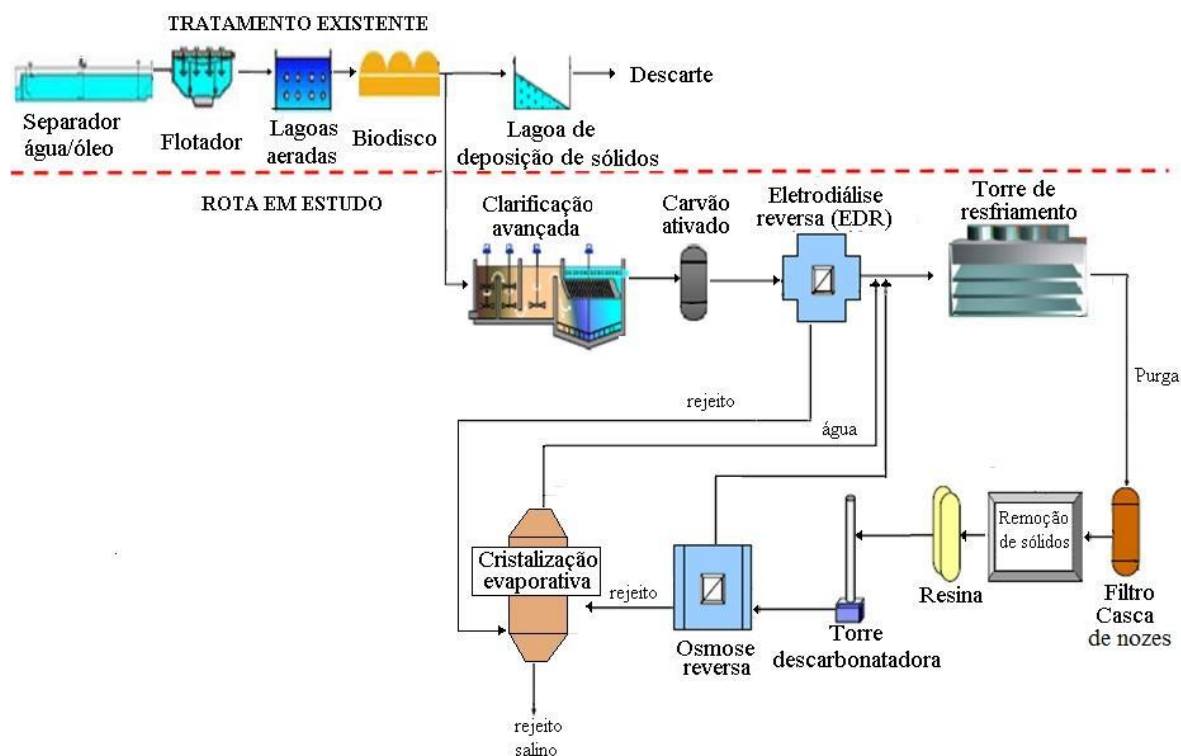 TRATAMENTO EXISTENTE
Separador
água/óleo
Flotador
Lagoas
aeradas
Biodisco
Lagoa de
deposição de sólidos
Descarte
ROTA EM ESTUDO
Clarificação
avançada
Carvão
ativado
Eletrodiálise
reversa (EDR)
Torre de
resfriamento
Purga
rejeito
água
Cristalização
evaporativa
rejeito
Osmose
reversa
Torre
descarbonatadora
Resina
Remoção
de sólidos
Filtro
Casca
de nozes
rejeito
salino